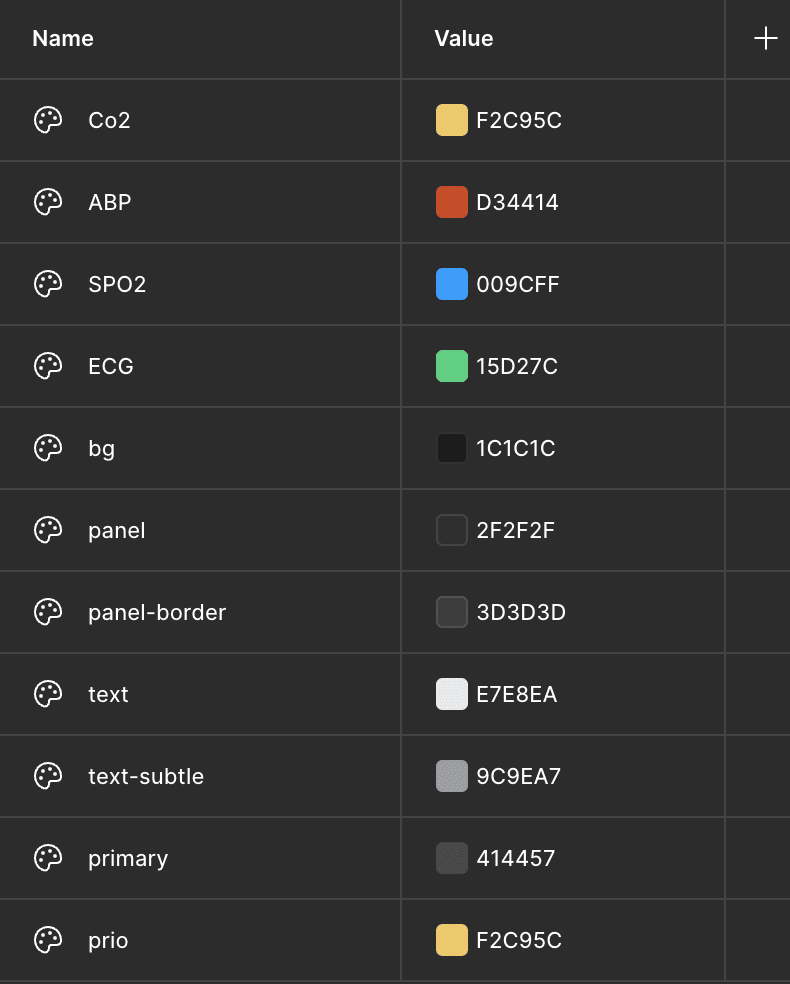 Name Value
Co2 F2C95C
ABP D34414
SPO2 009CFF
ECG 15D27C
bg 1C1C1C
panel 2F2F2F
panel-border 3D3D3D
text E7E8EA
text-subtle 9C9EA7
primary 414457
prio F2C95C